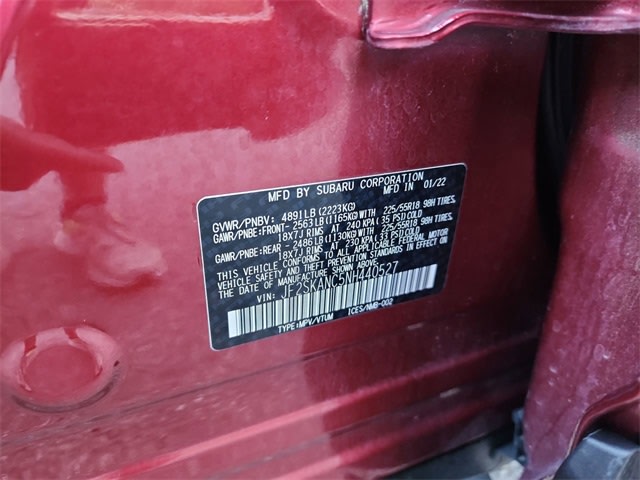 MFD BY SUBARU CORPORATION
MFD IN 01/22
GVWR/PNBV: 4891LB(2223KG)
GAWR/PNBE:FRONT- 2563LB(1165KG)WITH 225/55R18 98H TIRES,
18X7J RIMS AT 240 KPA(35 PSI)COLD
GAWR/PNBE:REAR - 2486LB(1130KG)WITH 225/55R18 98H TIRES,
18X7J RIMS AT 230 KPA(33 PSI)COLD
THIS VEHICLE CONFORMS TO ALL APPLICABLE
U.S. FEDERAL MOTOR VEHICLE SAFETY
STANDARDS IN EFFECT ON THE DATE OF
MANUFACTURE SHOWN ABOVE.
VIN: JF2SKANC5NH440527
TYPE:MPV/VTUM ICES/NMB-002